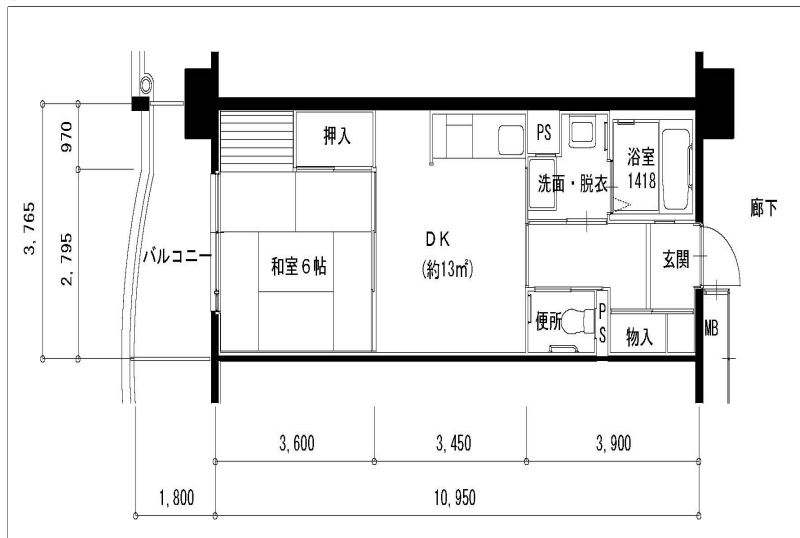 970
3,765
2,795
バルコニー
押入
和室6帖
DK
(約13㎡)
PS
洗面・脱衣
浴室
1418
廊下
玄関
便所
PS
物入
MB
3,600
3,450
3,900
1,800
10,950